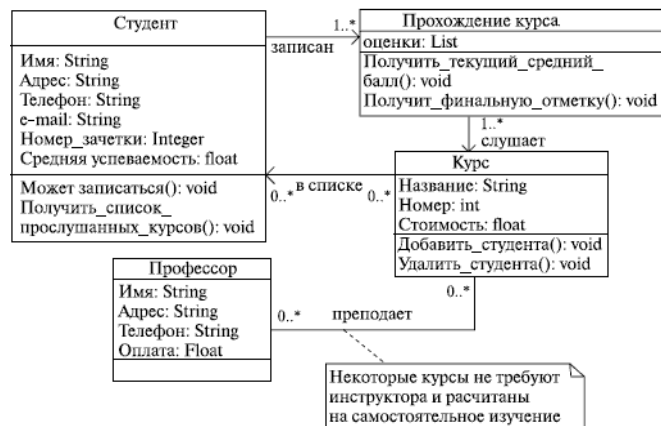 Студент
Имя: String
Адрес: String
Телефон: String
e-mail: String
Номер_зачетки: Integer
Средняя успеваемость: float
Может записаться(): void
Получить_список_
прослушанных_курсов(): void
1..*
записан
Прохождение курса
оценки: List
Получить_текущий_средний_
балл(): void
Получит_финальную_отметку(): void
1..*
слушает
Курс
Название: String
Номер: int
Стоимость: float
Добавить_студента(): void
Удалить_студента(): void
0..*
в списке
0..*
Профессор
Имя: String
Адрес: String
Телефон: String
Оплата: Float
0..*
преподает
0..*
Некоторые курсы не требуют
инструктора и расчитаны
на самостоятельное изучение